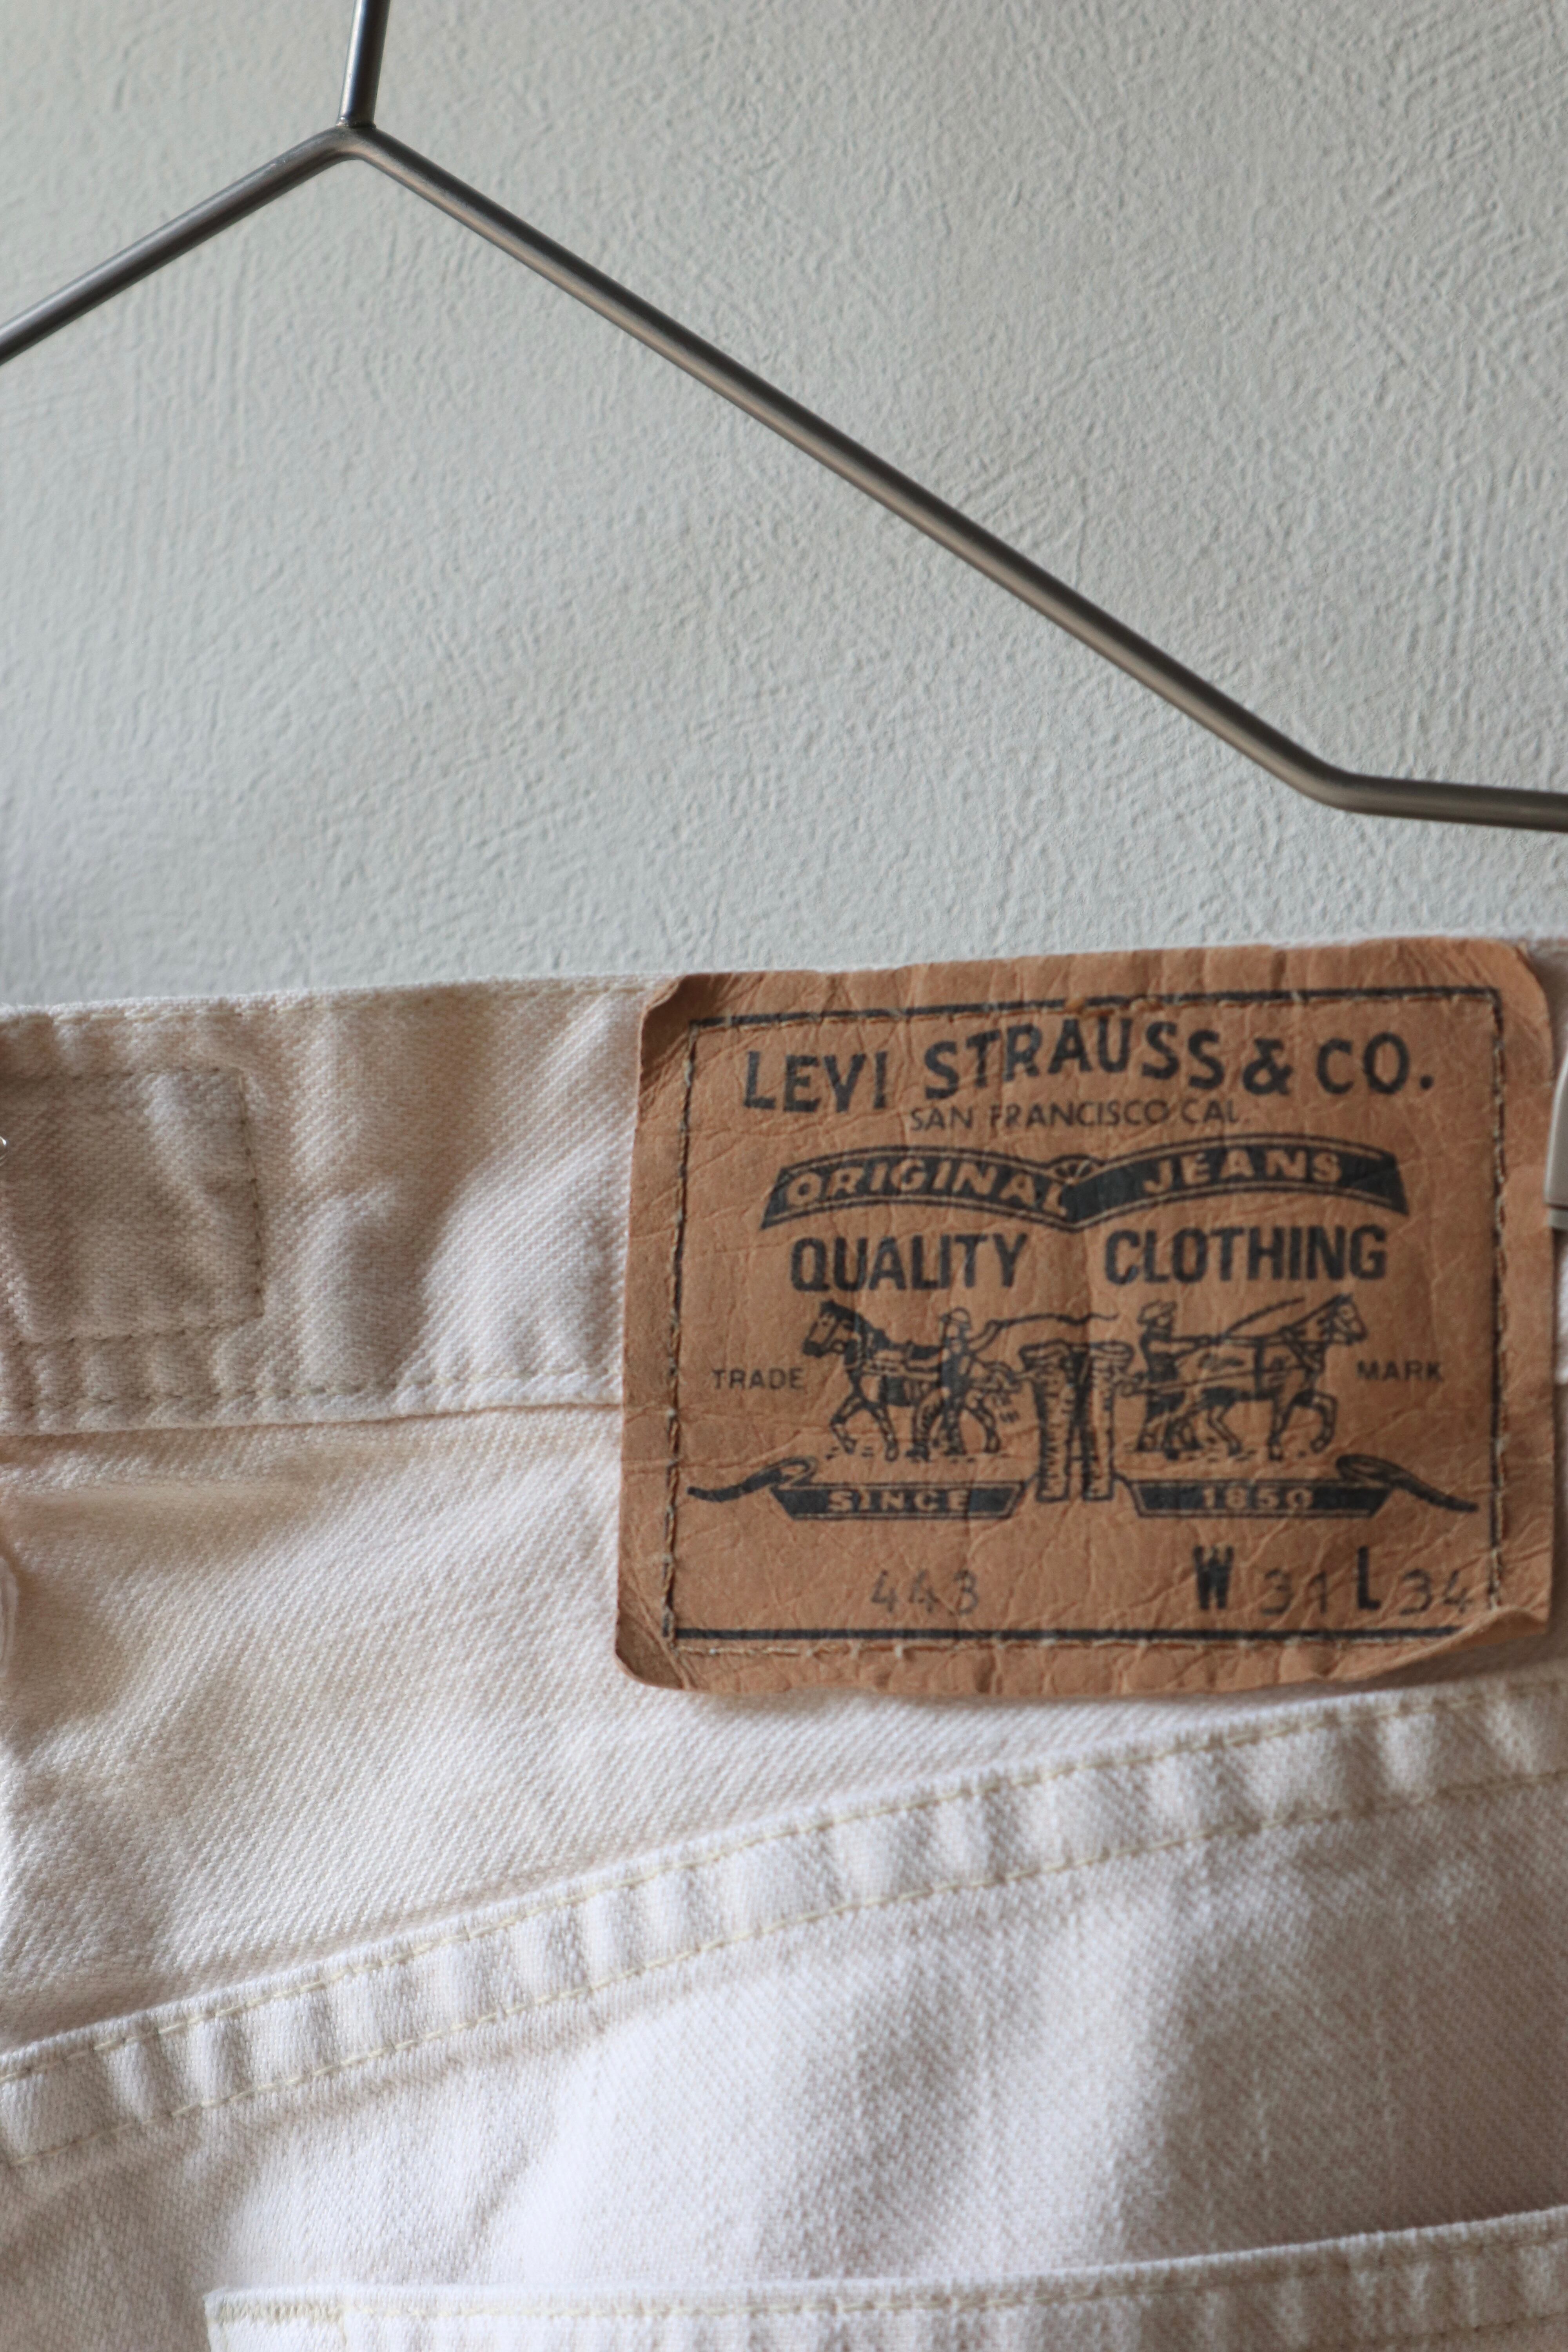 LEVI STRAUSS & CO.
SAN FRANCISCO CAL.
ORIGINAL JEANS
QUALITY CLOTHING
TRADE MARK
SINCE 1850
443 W 31 L 34